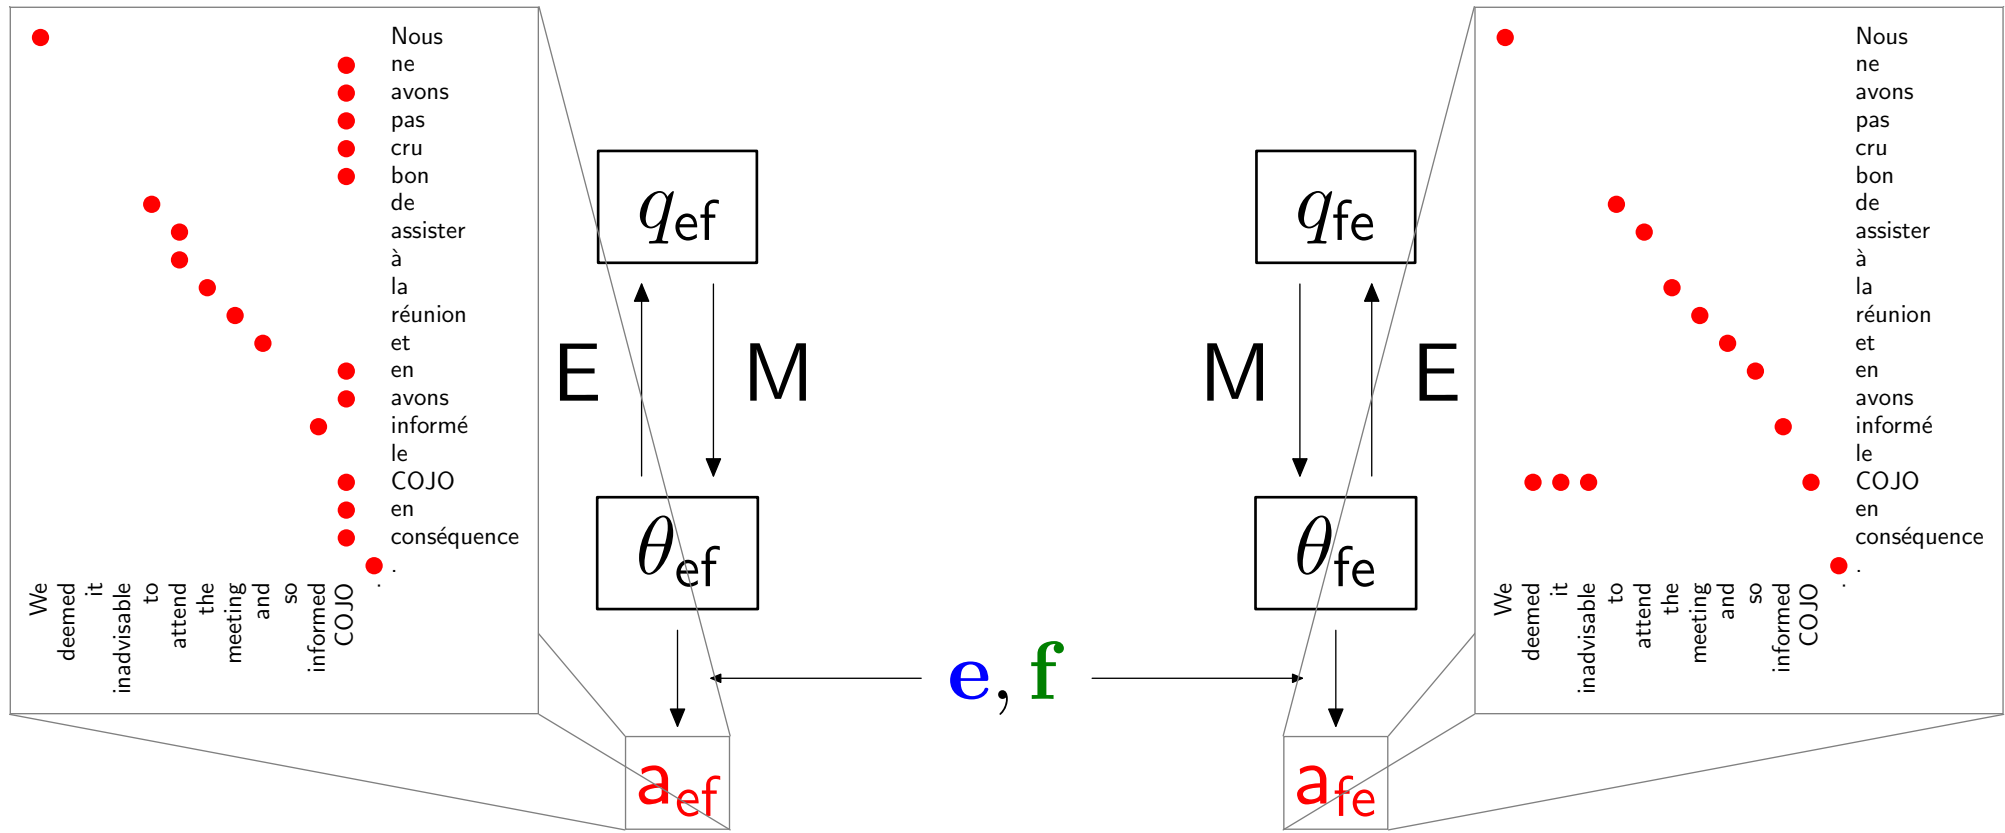 Nous
ne
avons
pas
cru
bon
de
assister
à
la
réunion
et
en
avons
informé
le
COJO
en
conséquence
.
We
deemed
it
inadvisable
to
attend
the
meeting
and
so
informed
COJO
.
q_ef
E
M
θ_ef
a_ef
e, f
q_fe
M
E
θ_fe
a_fe
Nous
ne
avons
pas
cru
bon
de
assister
à
la
réunion
et
en
avons
informé
le
COJO
en
conséquence
.
We
deemed
it
inadvisable
to
attend
the
meeting
and
so
informed
COJO
.